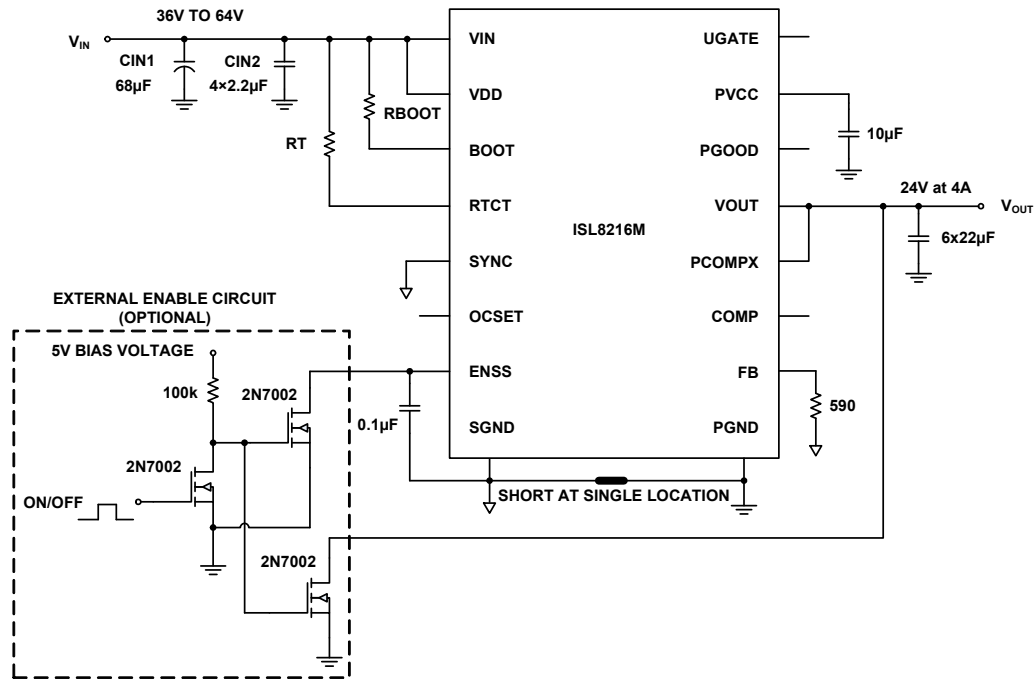 36V TO 64V
VIN
CIN1
68µF
CIN2
4×2.2µF
RT
RBOOT
VIN
VDD
BOOT
RTCT
SYNC
OCSET
ENSS
SGND
ISL8216M
UGATE
PVCC
PGOOD
VOUT
PCOMPX
COMP
FB
PGND
10µF
24V at 4A
VOUT
6x22µF
590
0.1µF
SHORT AT SINGLE LOCATION
EXTERNAL ENABLE CIRCUIT
(OPTIONAL)
5V BIAS VOLTAGE
100k
2N7002
2N7002
ON/OFF
2N7002